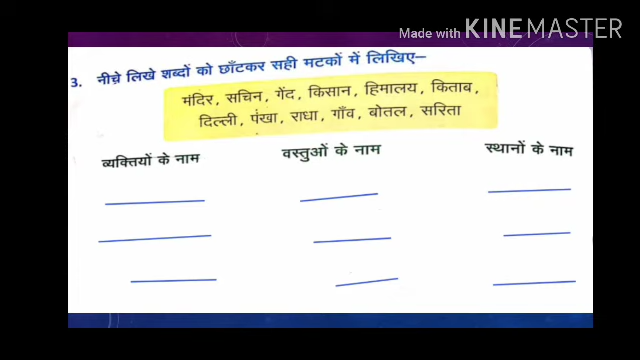 Made with KINEMASTER
3. नीचे लिखे शब्दों को छाँटकर सही मटकों में लिखिए–
मंदिर, सचिन, गेंद, किसान, हिमालय, किताब,
दिल्ली, पंखा, राधा, गाँव, बोतल, सरिता
व्यक्तियों के नाम वस्तुओं के नाम स्थानों के नाम